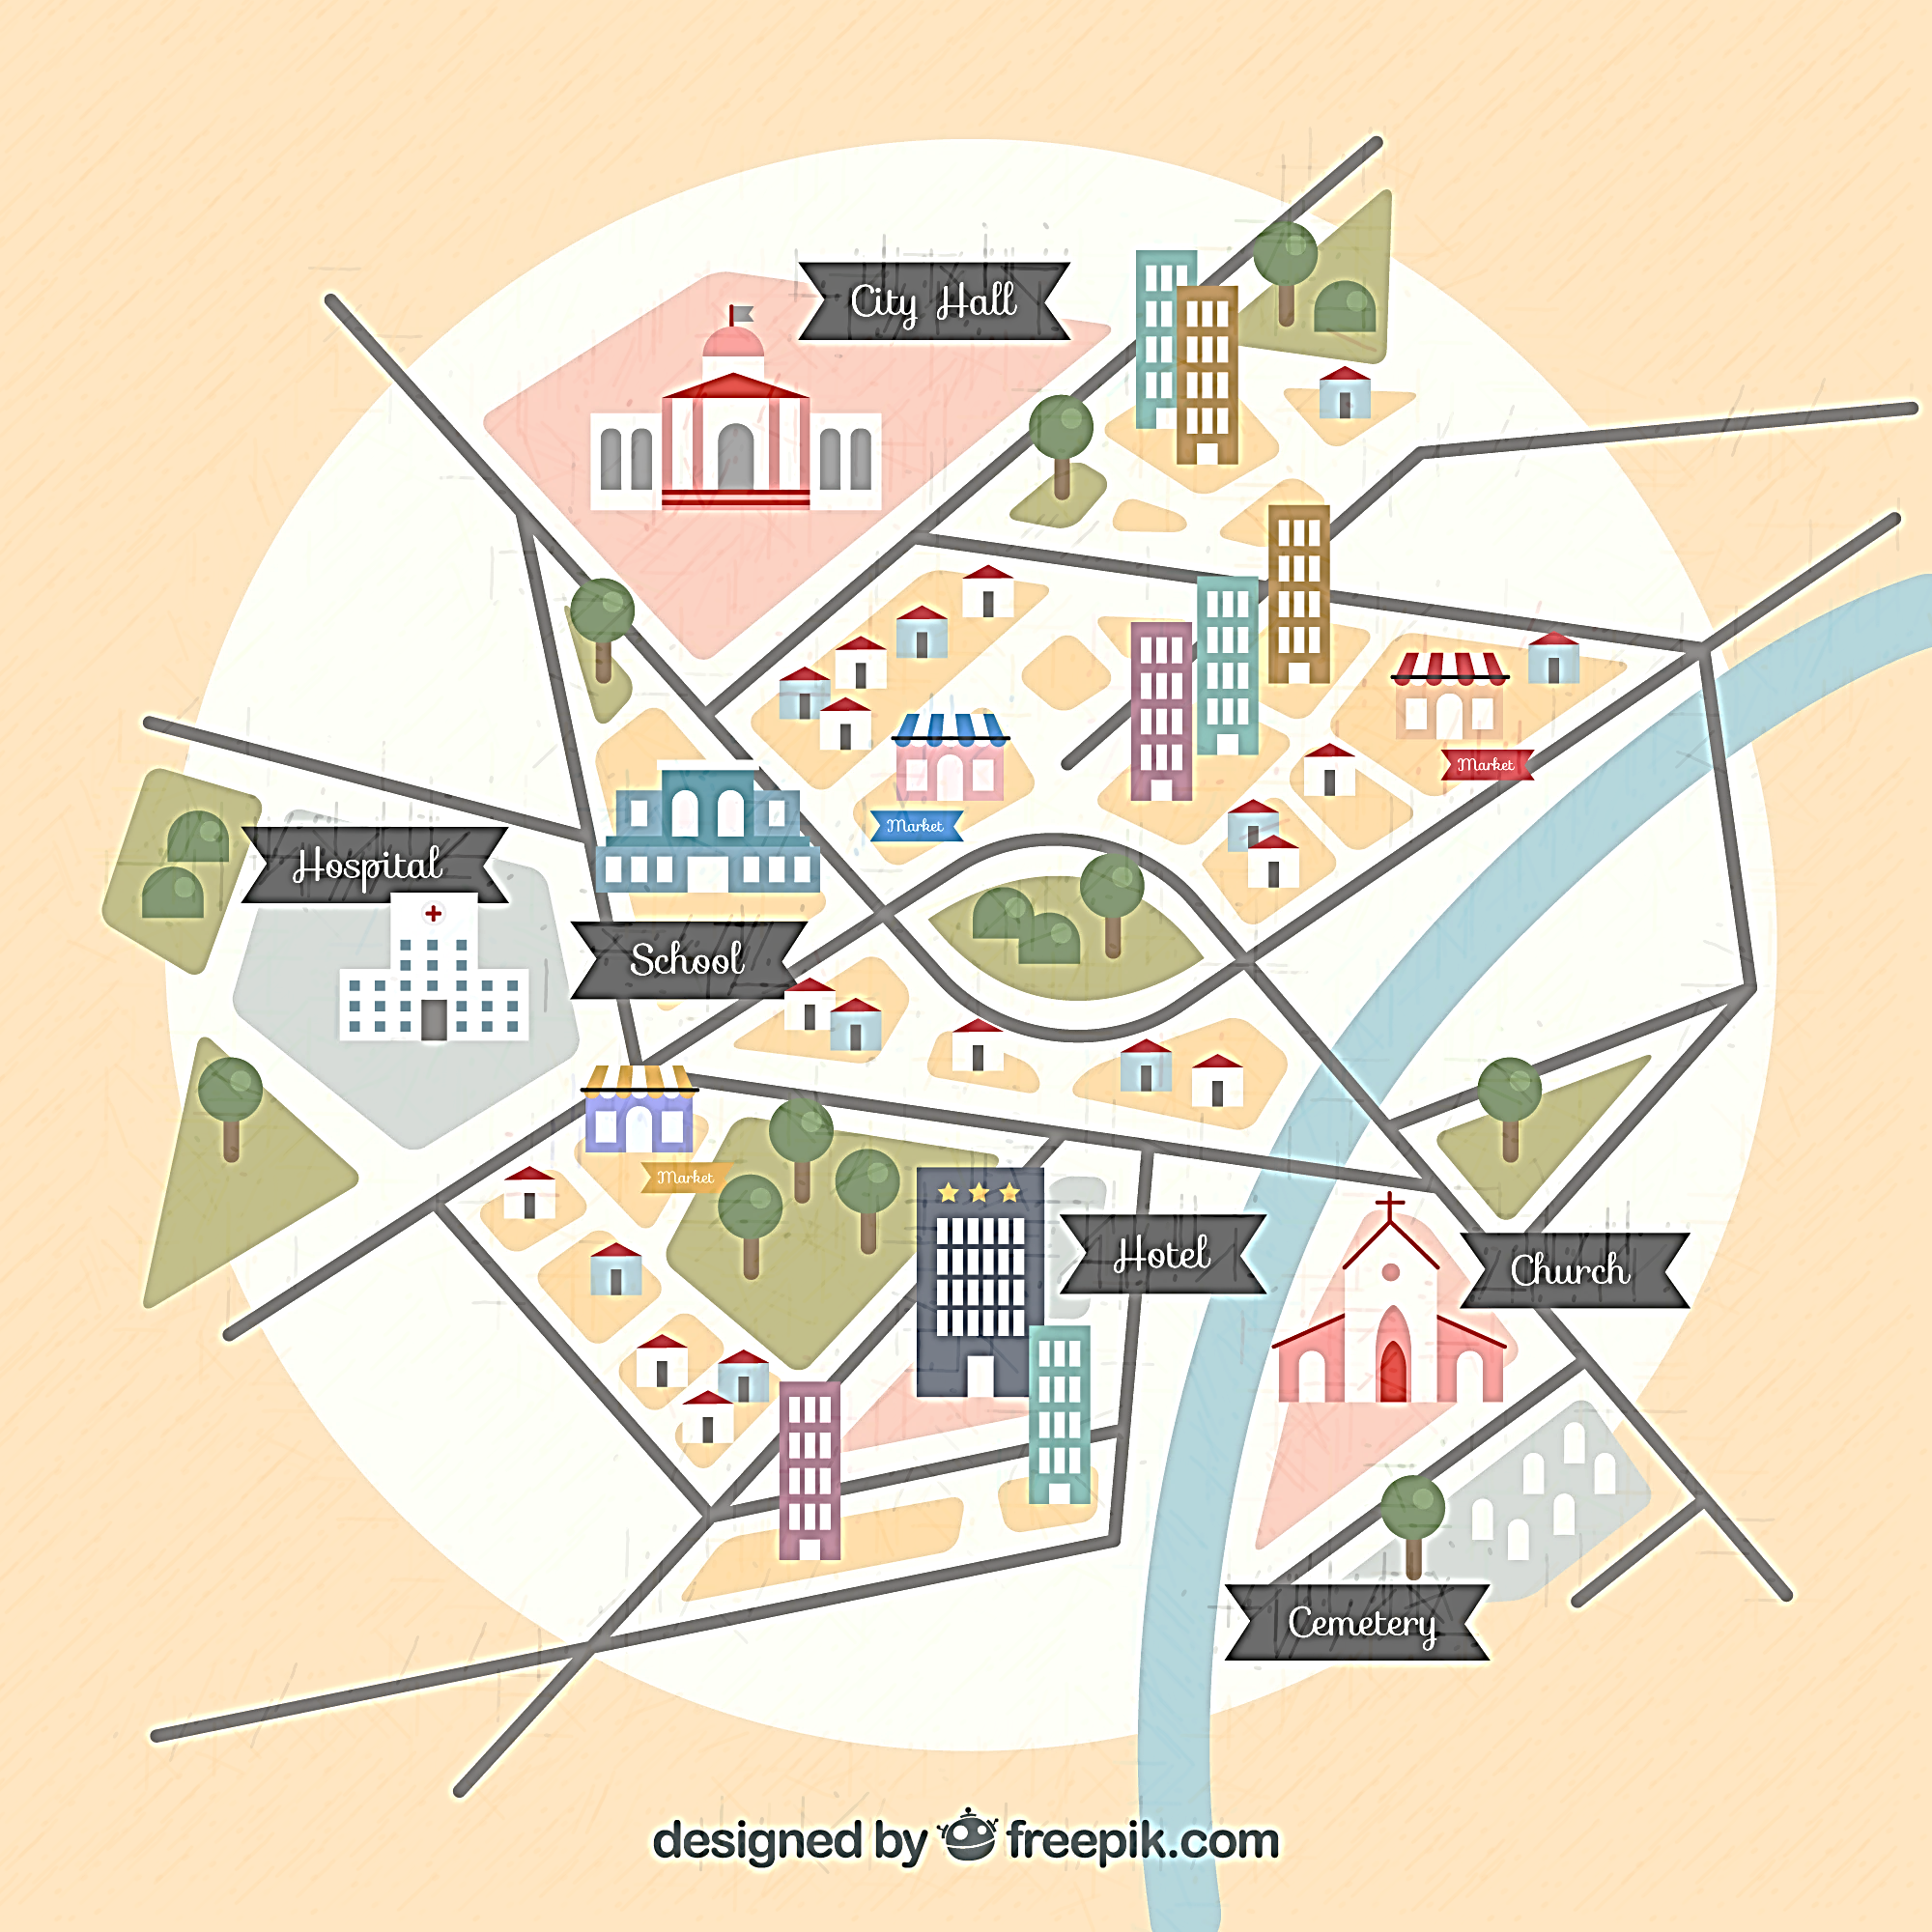 City Hall
Market
Market
Hospital
School
Market
Hotel
Church
Cemetery
designed by freepik.com